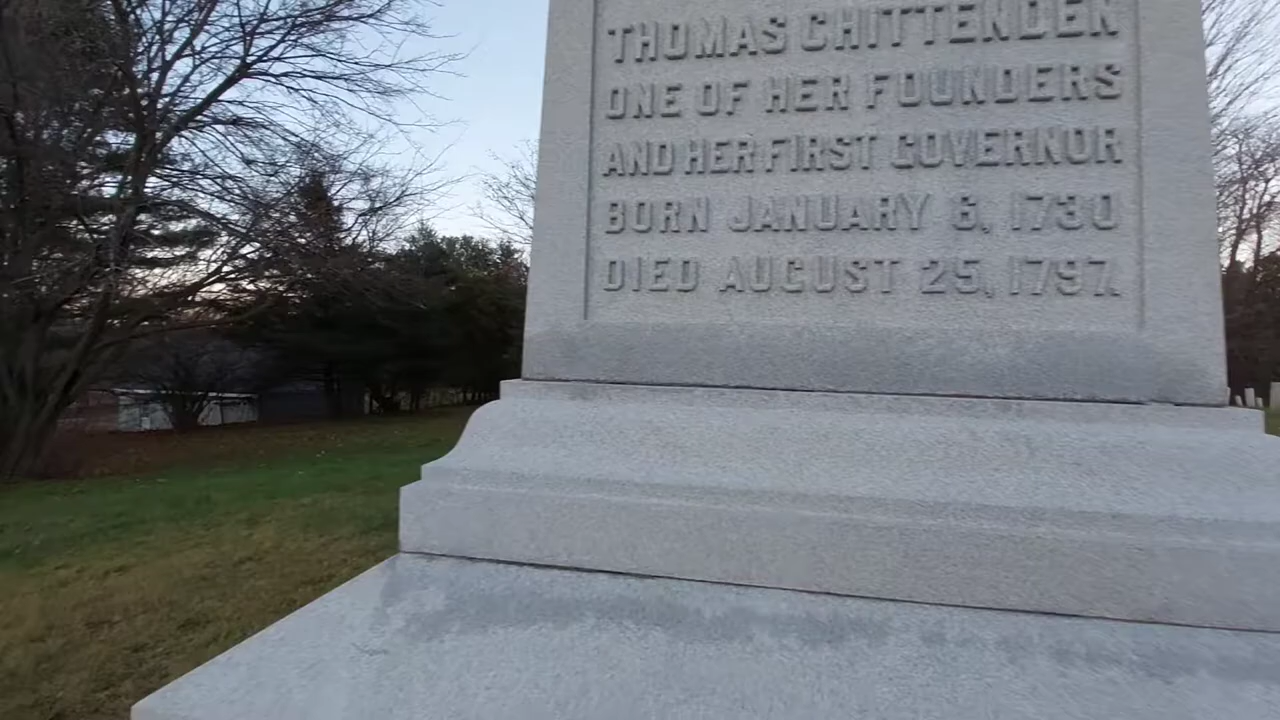 THOMAS CHITTENDEN
ONE OF HER FOUNDERS
AND HER FIRST GOVERNOR
BORN JANUARY 6, 1730
DIED AUGUST 25, 1797.